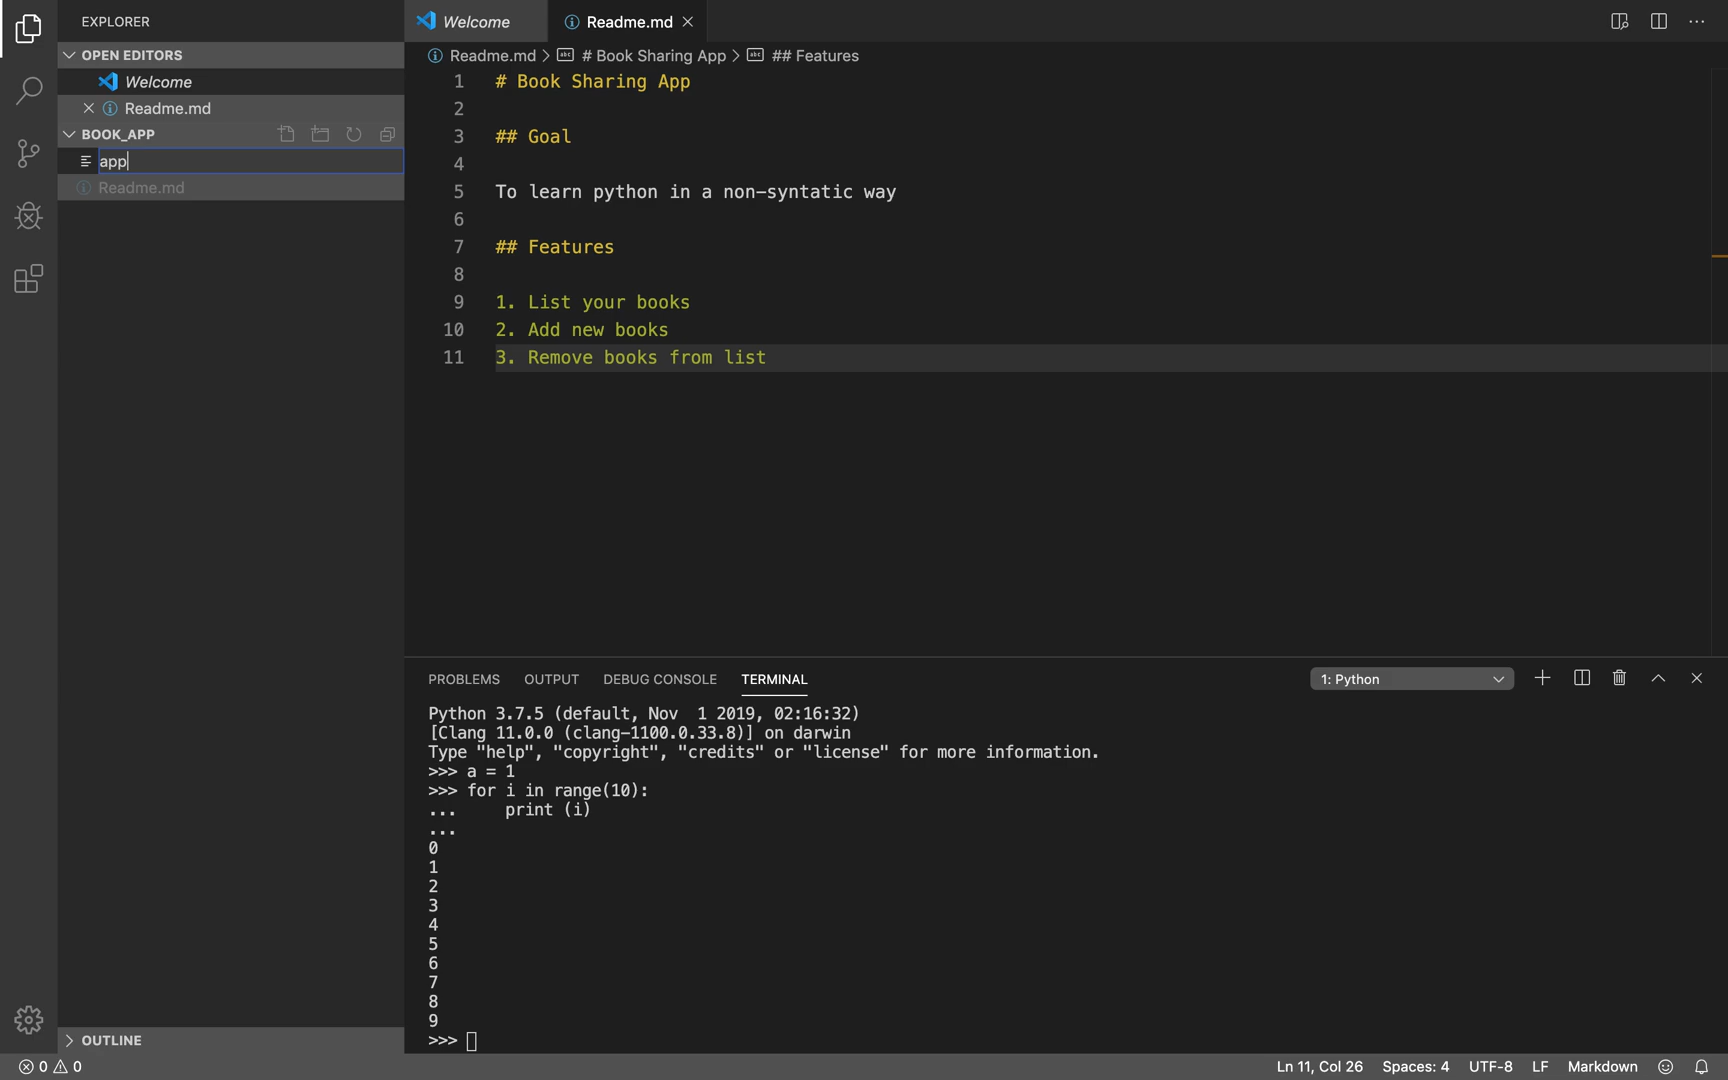 EXPLORER
OPEN EDITORS
Welcome
Readme.md
BOOK_APP
app
Readme.md
OUTLINE
Welcome
Readme.md
Readme.md > # Book Sharing App > ## Features
1 # Book Sharing App
2
3 ## Goal
4
5 To learn python in a non-syntatic way
6
7 ## Features
8
9 1. List your books
10 2. Add new books
11 3. Remove books from list
PROBLEMS OUTPUT DEBUG CONSOLE TERMINAL 1: Python
Python 3.7.5 (default, Nov  1 2019, 02:16:32)
[Clang 11.0.0 (clang-1100.0.33.8)] on darwin
Type "help", "copyright", "credits" or "license" for more information.
>>> a = 1
>>> for i in range(10):
...     print (i)
...
0
1
2
3
4
5
6
7
8
9
>>>
0 0 Ln 11, Col 26 Spaces: 4 UTF-8 LF Markdown